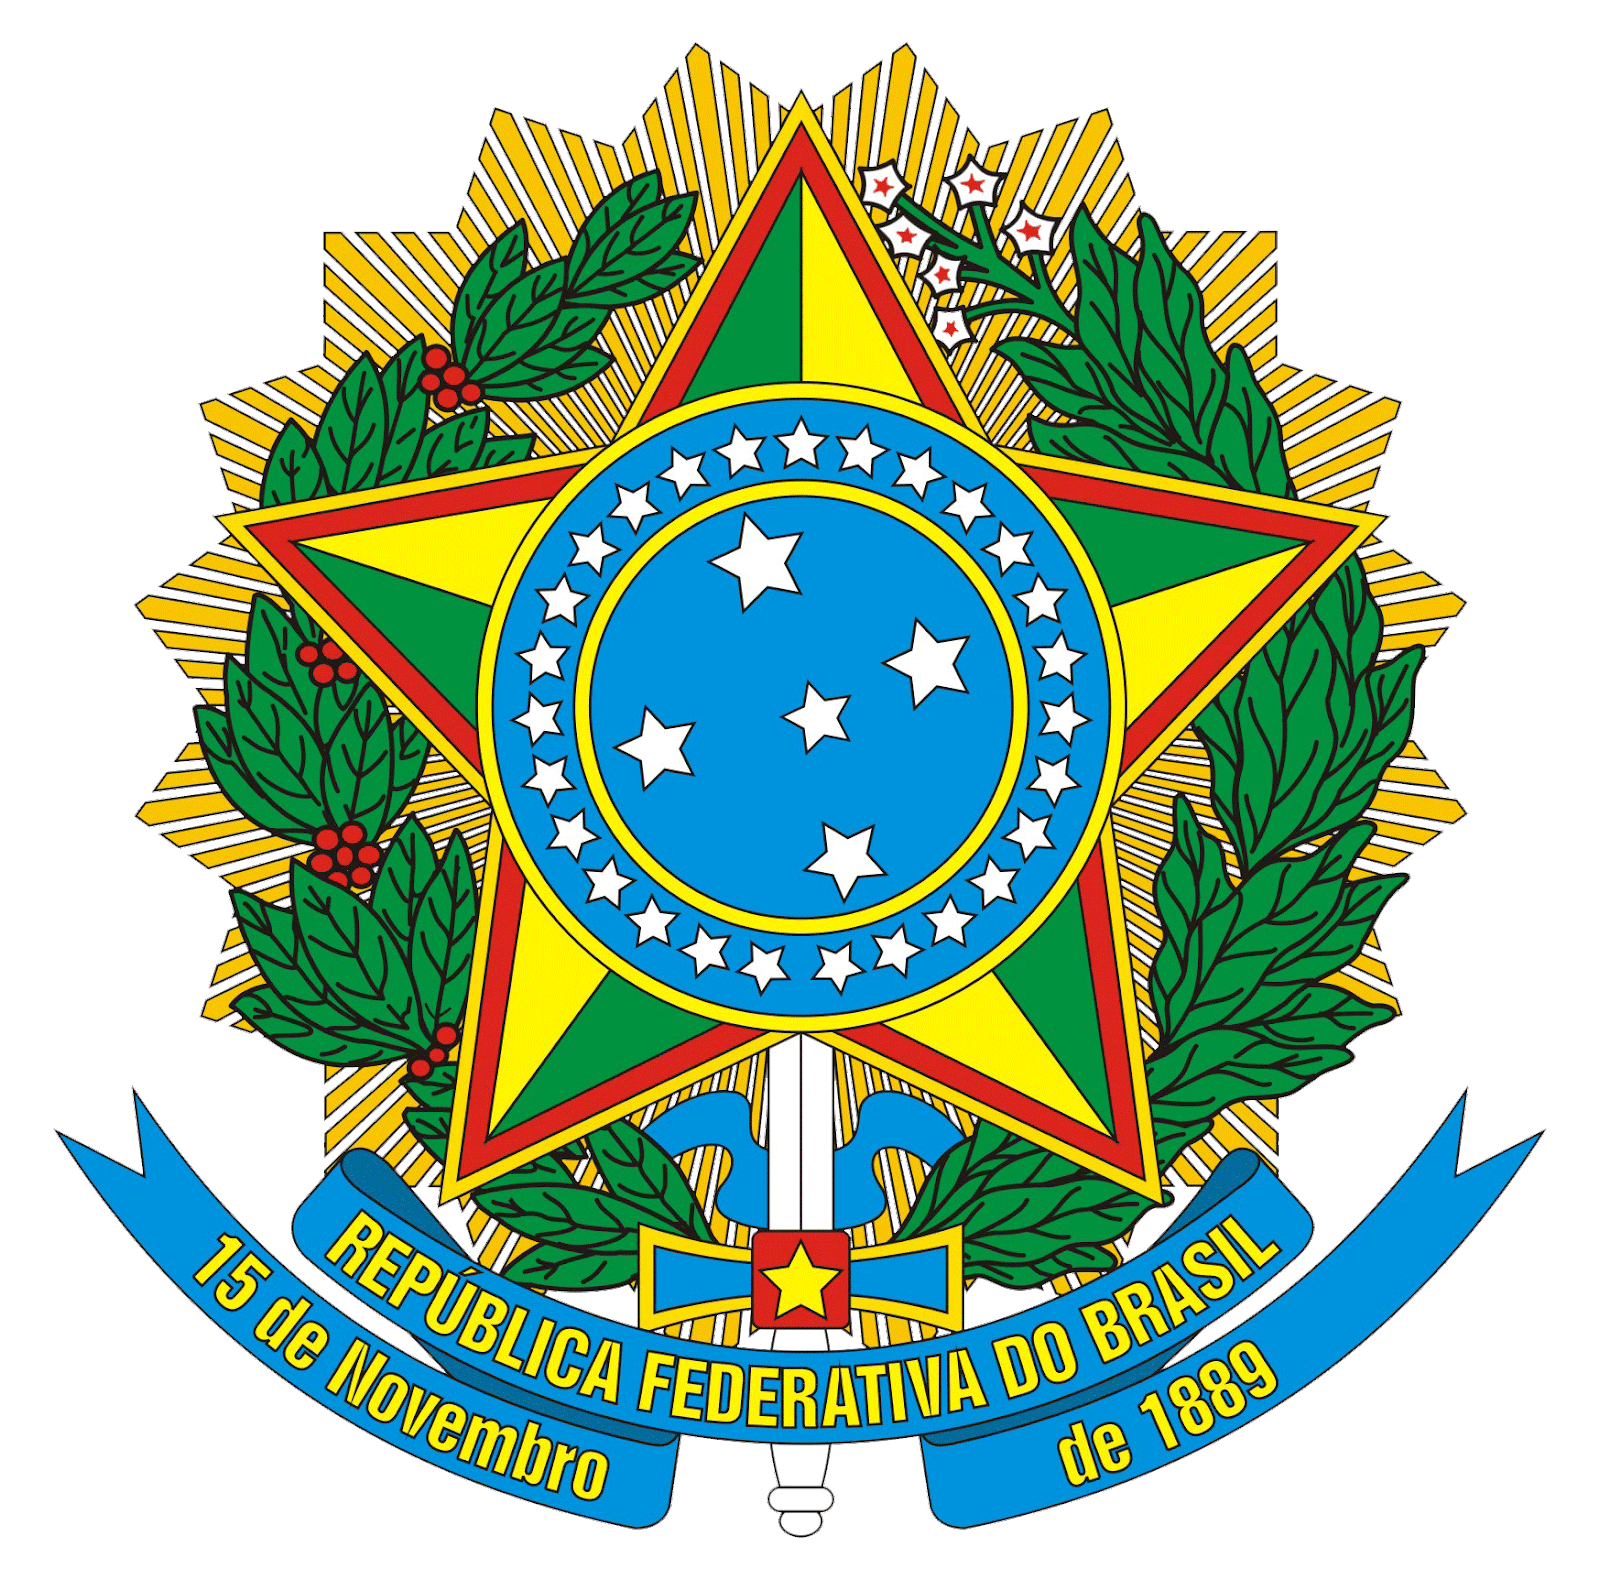 REPÚBLICA FEDERATIVA DO BRASIL
15 de Novembro
de 1889